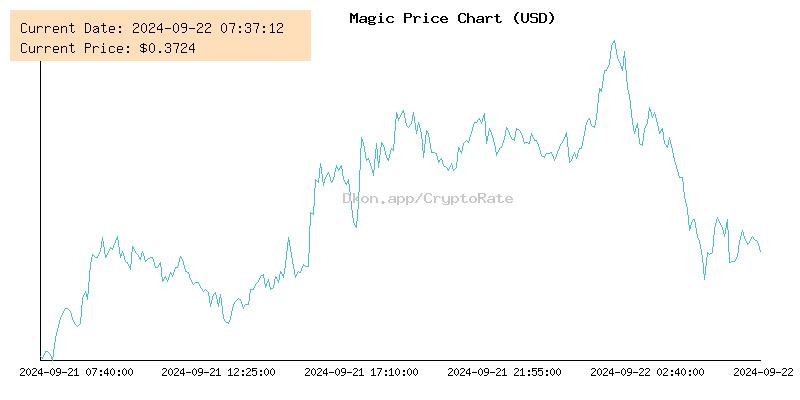 Magic Price Chart (USD)
Current Date: 2024-09-22 07:37:12
Current Price: $0.3724
Dkon.app/CryptoRate
2024-09-21 07:40:00
2024-09-21 12:25:00
2024-09-21 17:10:00
2024-09-21 21:55:00
2024-09-22 02:40:00
2024-09-22